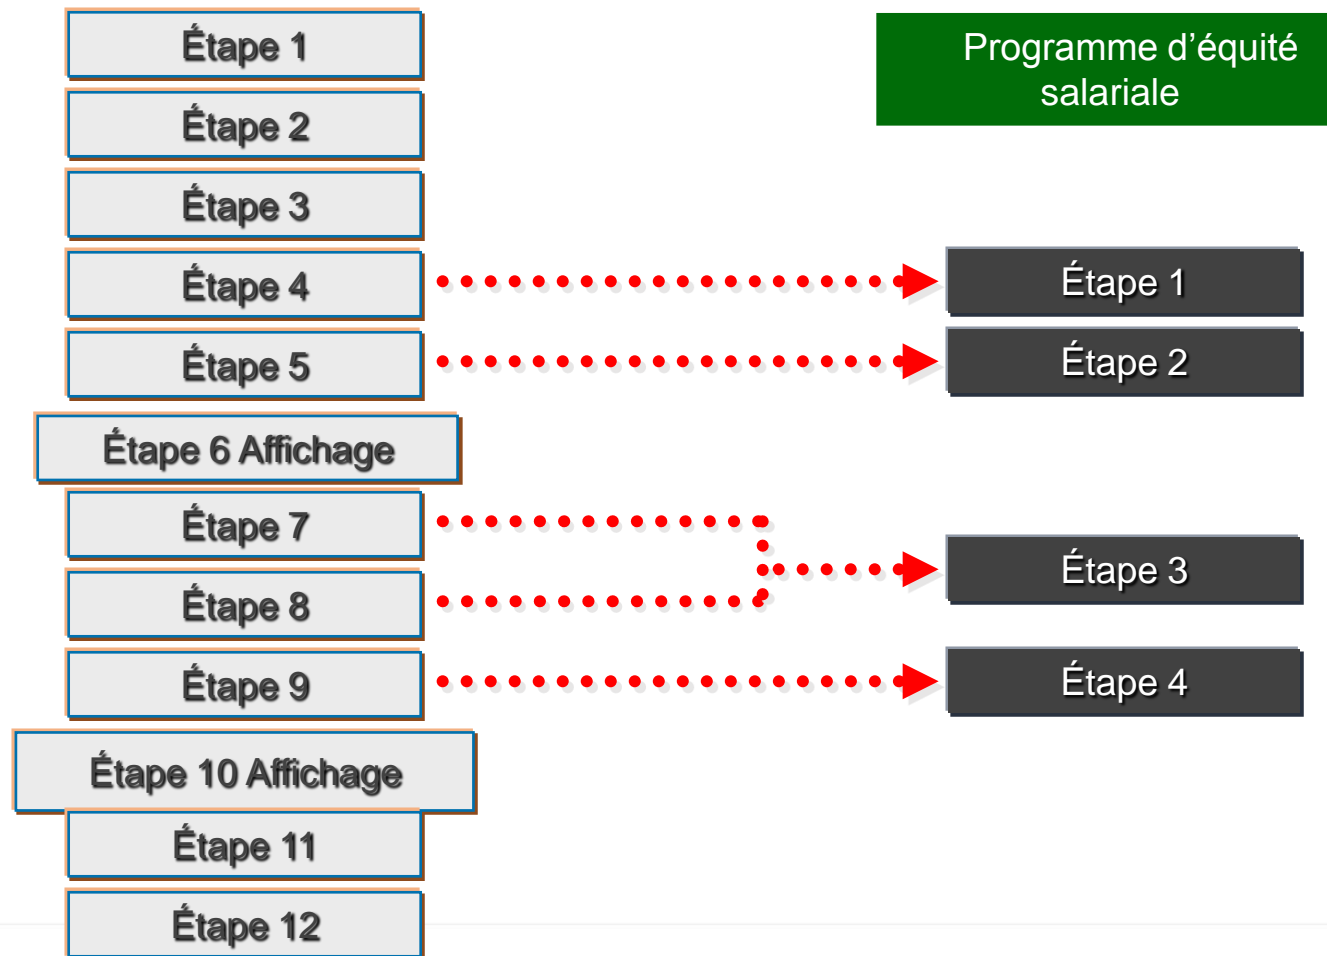 Étape 1
Étape 2
Étape 3
Étape 4
Étape 5
Étape 6 Affichage
Étape 7
Étape 8
Étape 9
Étape 10 Affichage
Étape 11
Étape 12
Programme d’équité
salariale
Étape 1
Étape 2
Étape 3
Étape 4